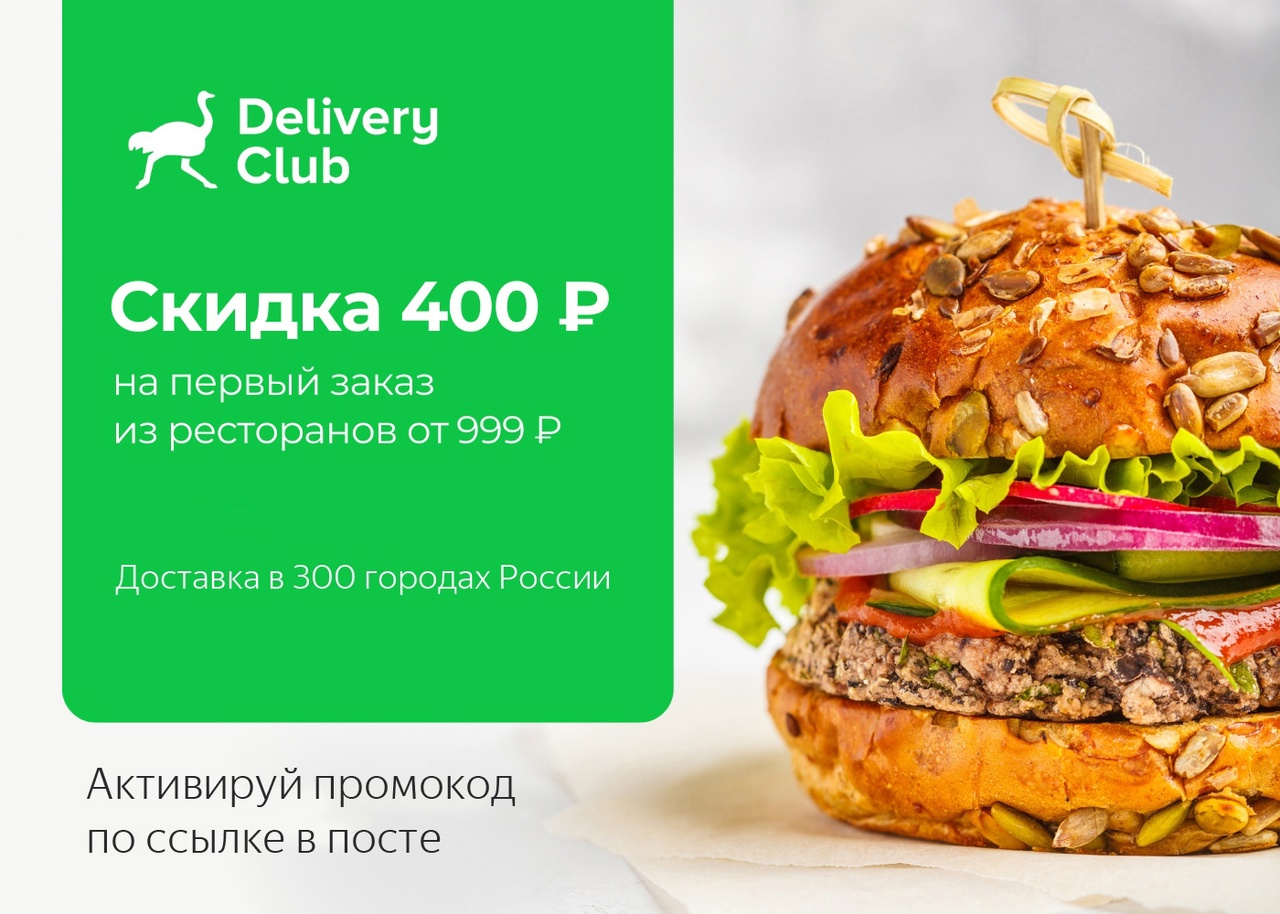 Delivery
Club
Скидка 400 ₽
на первый заказ
из ресторанов от 999 ₽
Доставка в 300 городах России
Активируй промокод
по ссылке в посте